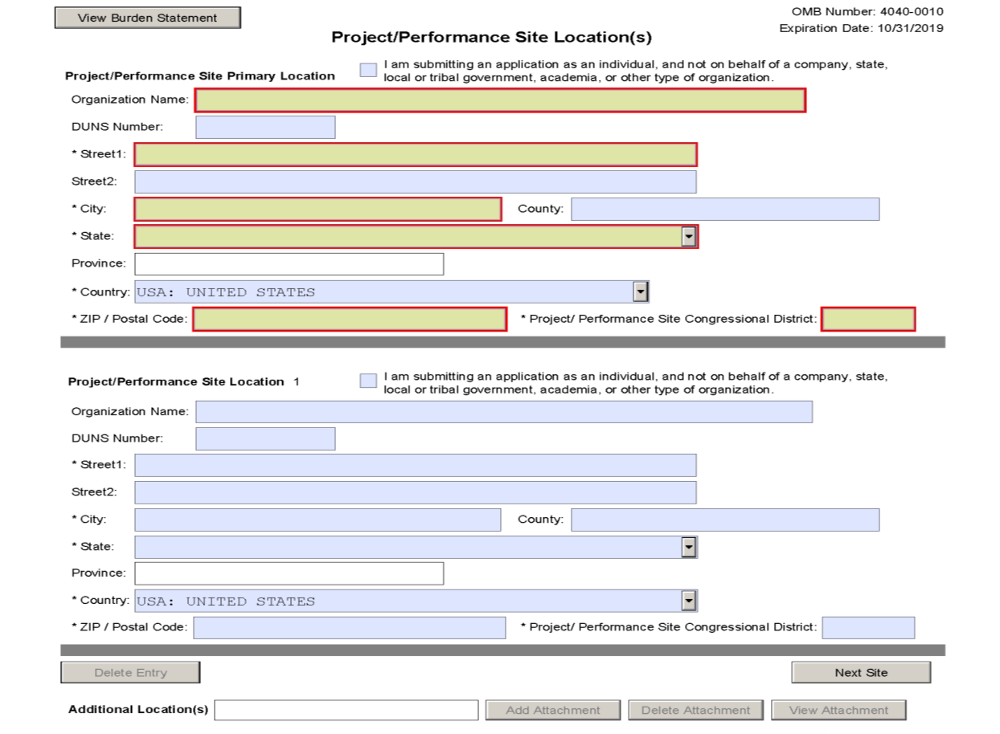 View Burden Statement
OMB Number: 4040-0010
Expiration Date: 10/31/2019
Project/Performance Site Location(s)
Project/Performance Site Primary Location
I am submitting an application as an individual, and not on behalf of a company, state,
local or tribal government, academia, or other type of organization.
Organization Name:
DUNS Number:
* Street1:
Street2:
* City: County:
* State:
Province:
* Country: USA: UNITED STATES
* ZIP / Postal Code: * Project/ Performance Site Congressional District:
Project/Performance Site Location 1
I am submitting an application as an individual, and not on behalf of a company, state,
local or tribal government, academia, or other type of organization.
Organization Name:
DUNS Number:
* Street1:
Street2:
* City: County:
* State:
Province:
* Country: USA: UNITED STATES
* ZIP / Postal Code: * Project/ Performance Site Congressional District:
Delete Entry Next Site
Additional Location(s) Add Attachment Delete Attachment View Attachment